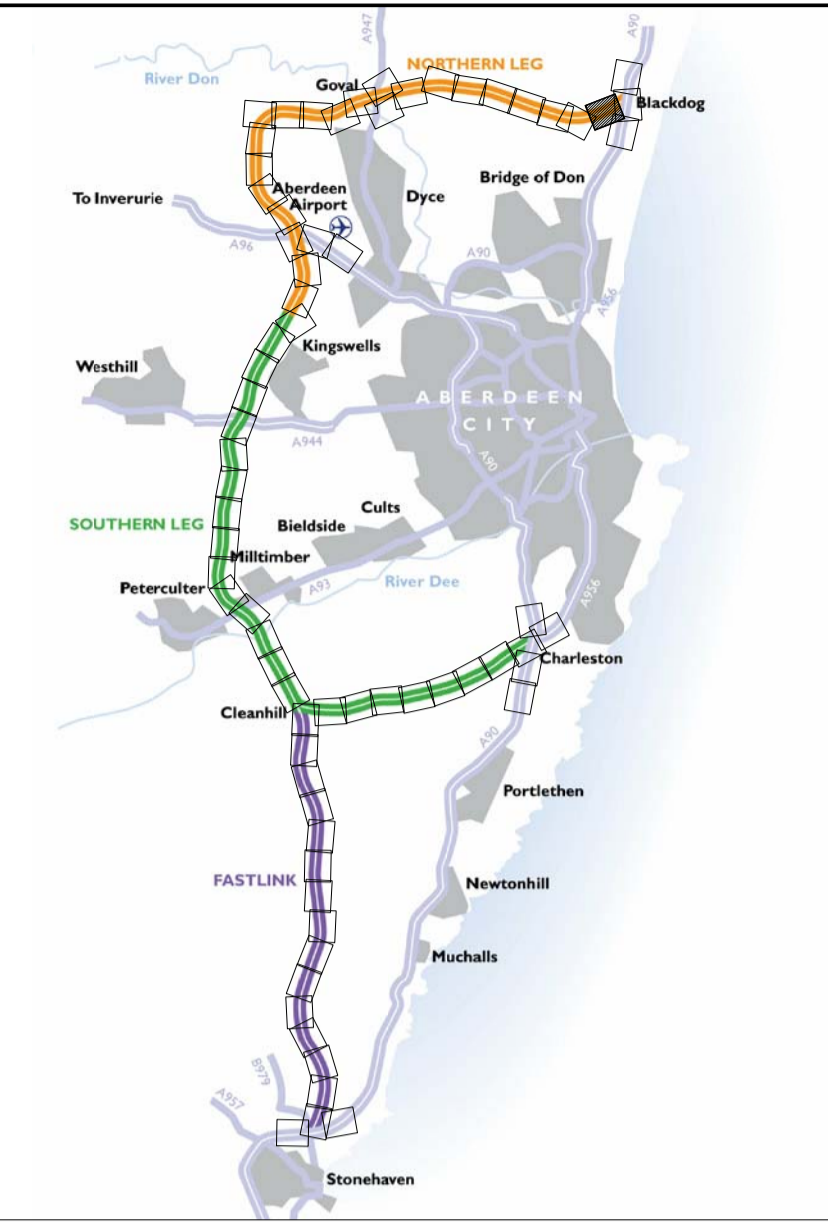 A947
A90
NORTHERN LEG
River Don
Goval
Blackdog
Aberdeen
Airport
Dyce
Bridge of Don
To Inverurie
A96
A90
A956
Kingswells
Westhill
ABERDEEN
CITY
A944
A90
Cults
SOUTHERN LEG
Bieldside
Milltimber
Peterculter
A93
River Dee
A956
Charleston
Cleanhill
A90
Portlethen
FASTLINK
Newtonhill
Muchalls
B979
A957
Stonehaven